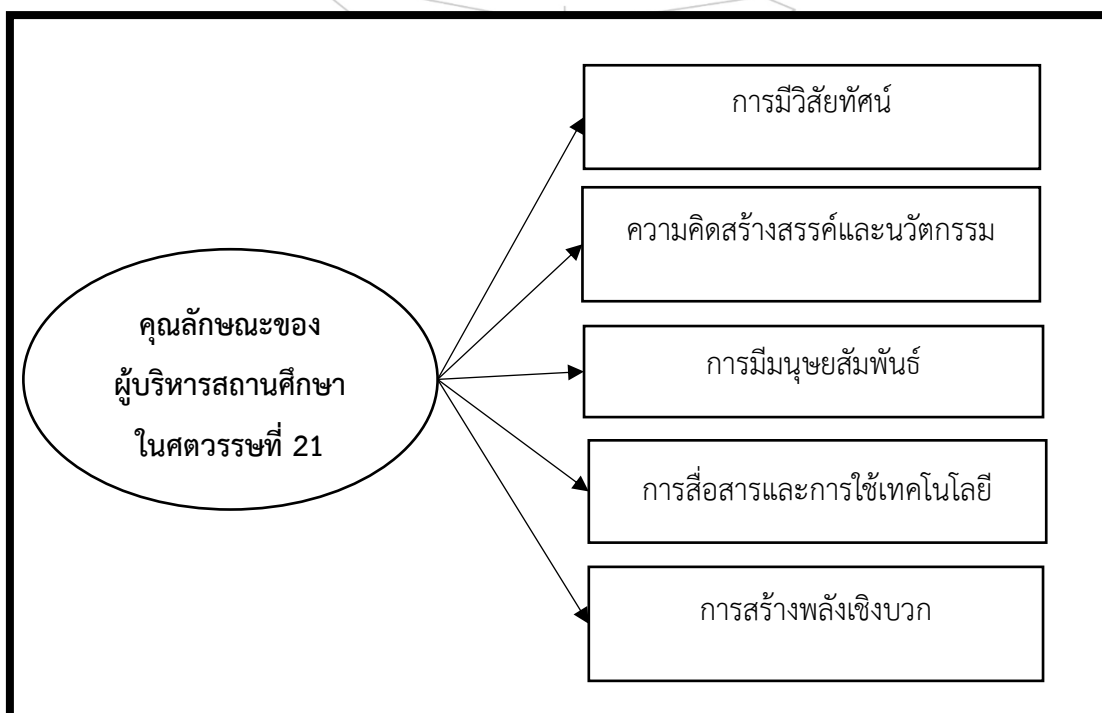 การมีวิสัยทัศน์
ความคิดสร้างสรรค์และนวัตกรรม
คุณลักษณะของ
ผู้บริหารสถานศึกษา
ในศตวรรษที่ 21
การมีมนุษยสัมพันธ์
การสื่อสารและการใช้เทคโนโลยี
การสร้างพลังเชิงบวก